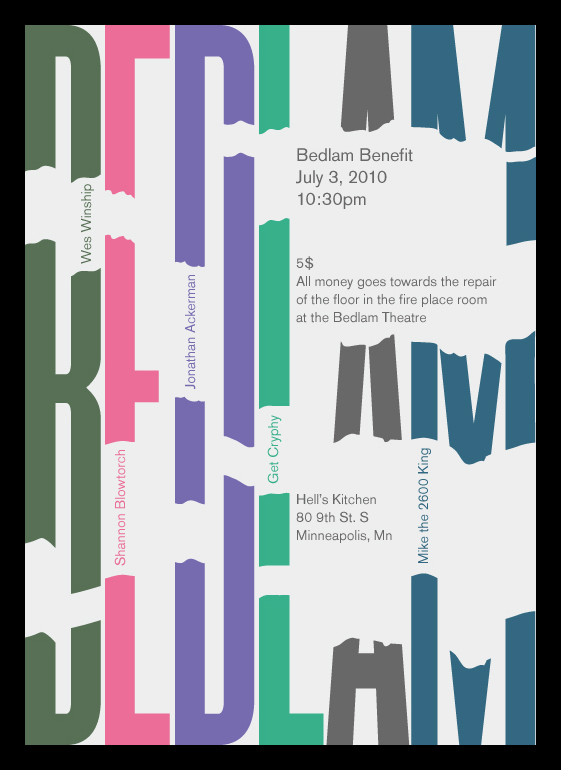 BEDLAM
Wes Winship
Shannon Blowtorch
Jonathan Ackerman
Get Cryphy
Bedlam Benefit
July 3, 2010
10:30pm
5$
All money goes towards the repair
of the floor in the fire place room
at the Bedlam Theatre
Hell's Kitchen
80 9th St. S
Minneapolis, Mn
Mike the 2600 King